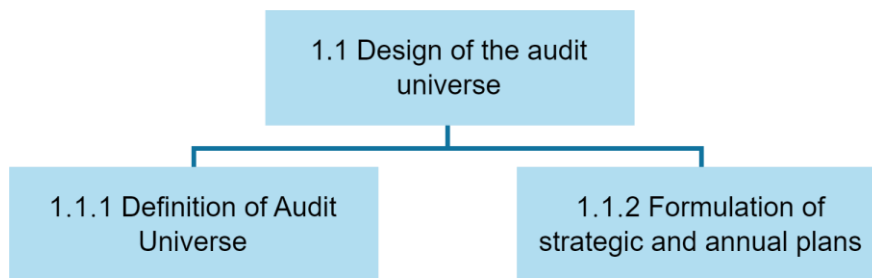 1.1 Design of the audit
universe
1.1.1 Definition of Audit
Universe
1.1.2 Formulation of
strategic and annual plans